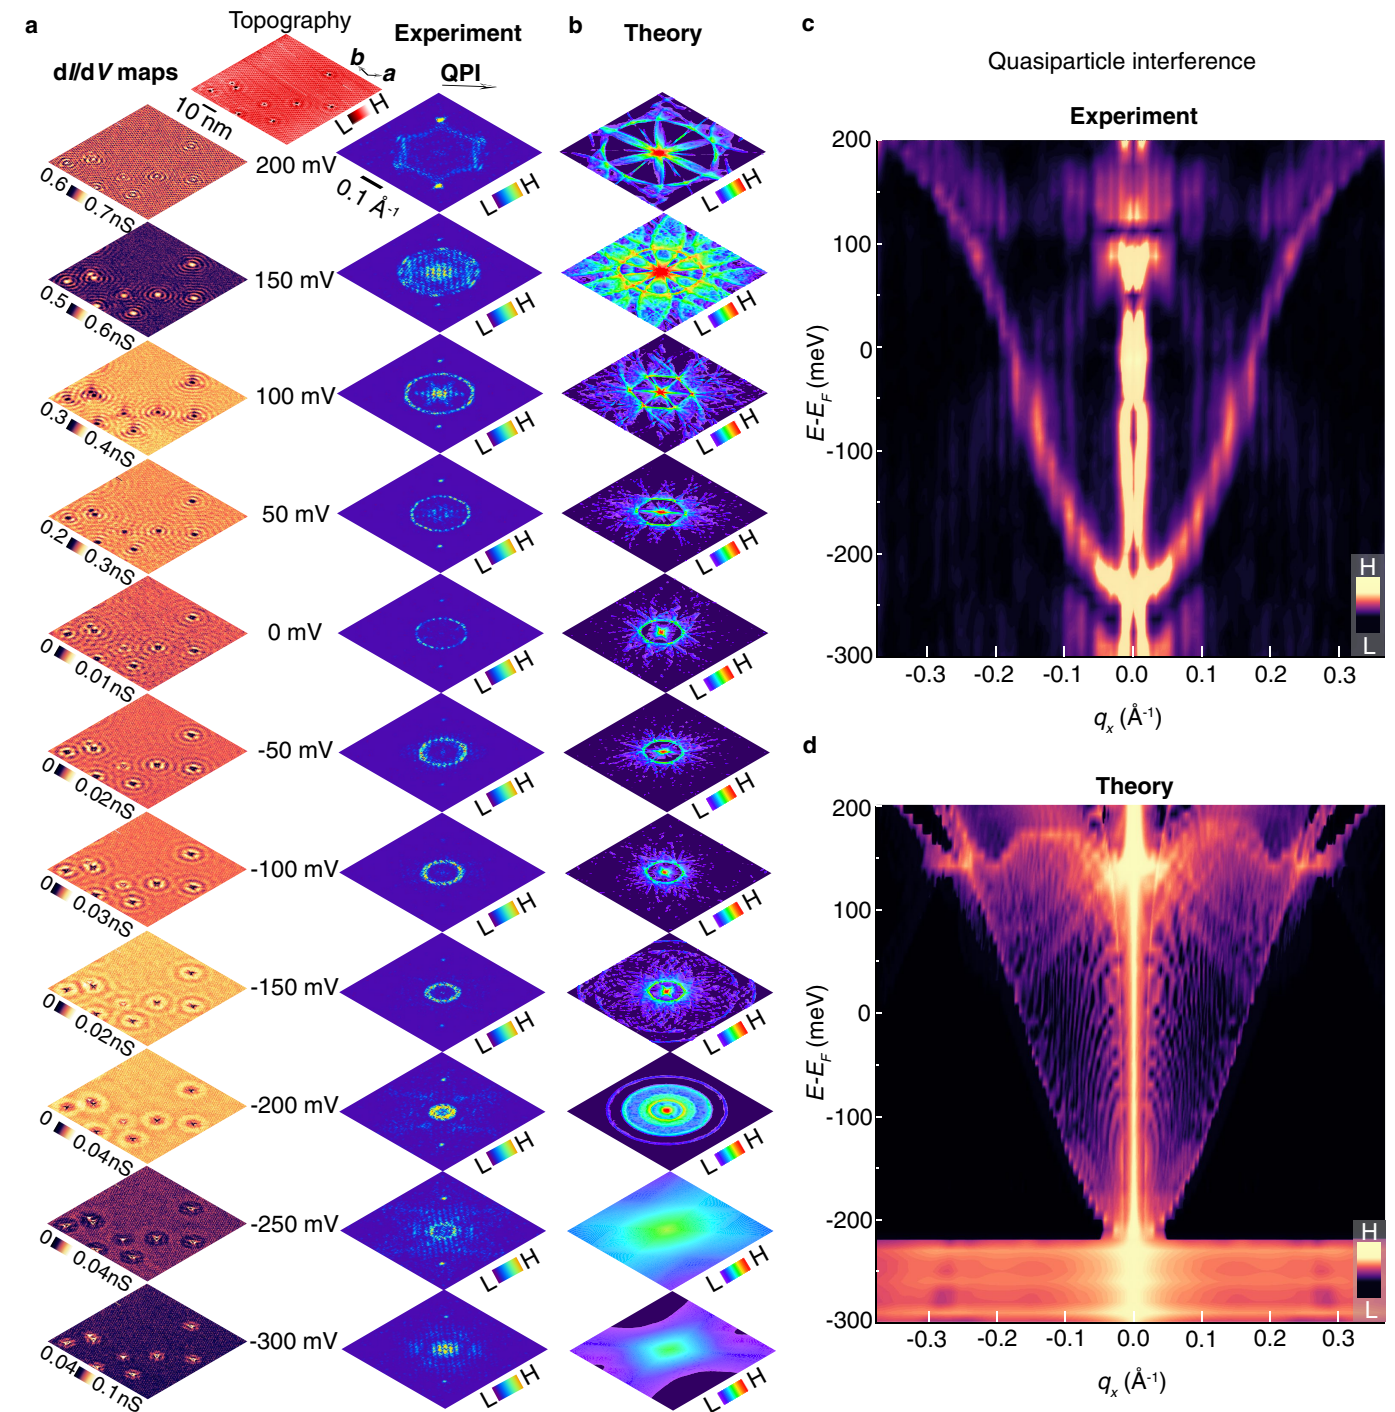 a
Topography
Experiment
b
Theory
c
dI/dV maps
b
a
QPI
Quasiparticle interference
10 nm
L H
Experiment
200 mV
0.6 0.7nS
0.1 Å-1
L H
L H
150 mV
0.5 0.6nS
L H
L H
100 mV
0.3 0.4nS
L H
L H
50 mV
0.2 0.3nS
L H
L H
0 mV
0 0.01nS
L H
L H
-50 mV
0 0.02nS
L H
L H
-100 mV
0 0.03nS
L H
L H
-150 mV
0 0.02nS
L H
L H
-200 mV
0 0.04nS
L H
L H
-250 mV
0 0.04nS
L H
L H
-300 mV
0.04 0.1nS
L H
L H
200
100
0
-100
-200
-300
E-EF (meV)
H
L
-0.3 -0.2 -0.1 0.0 0.1 0.2 0.3
qx (Å-1)
d
Theory
200
100
0
-100
-200
-300
E-EF (meV)
H
L
-0.3 -0.2 -0.1 0.0 0.1 0.2 0.3
qx (Å-1)